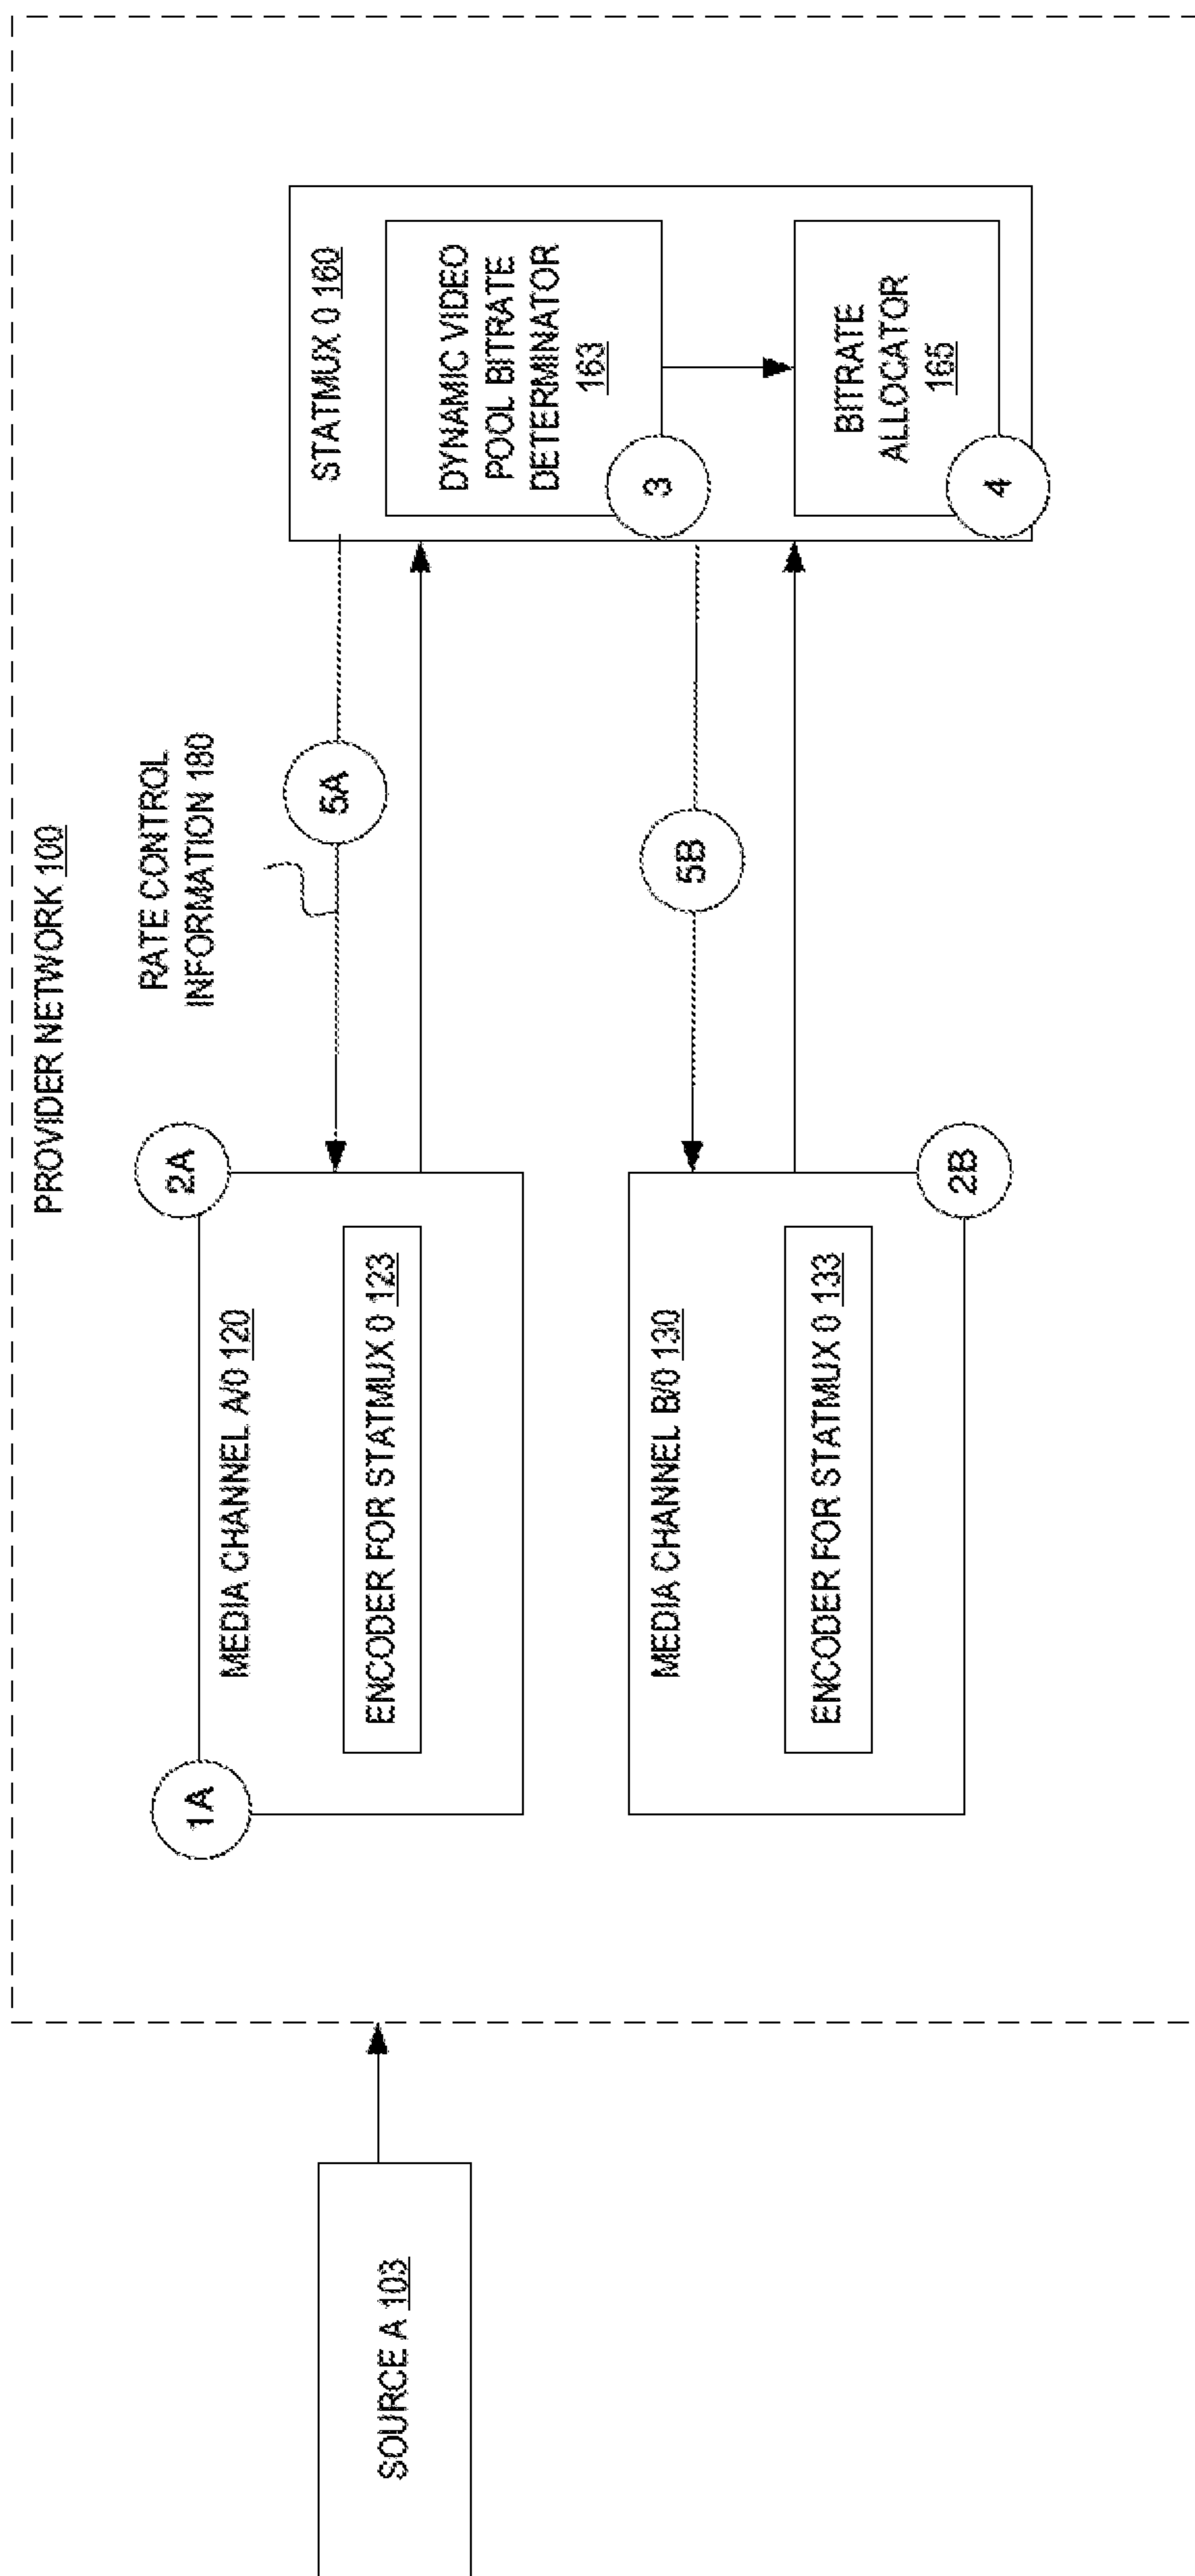 PROVIDER NETWORK 100
RATE CONTROL
INFORMATION 180
SOURCE A 103
1A
2A
MEDIA CHANNEL A/0 120
ENCODER FOR STATMUX 0 123
5A
STATMUX 0 160
DYNAMIC VIDEO
POOL BITRATE
DETERMINATOR
163
3
MEDIA CHANNEL B/0 130
ENCODER FOR STATMUX 0 133
2B
5B
BITRATE
ALLOCATOR
165
4